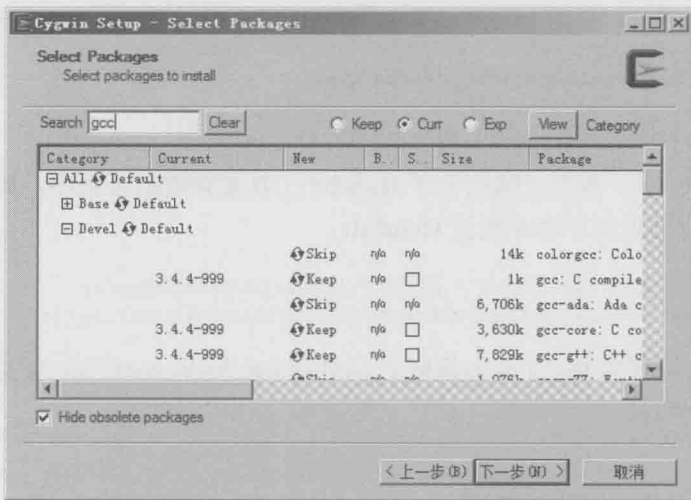 Cygwin Setup - Select Packages
Select Packages
Select packages to install
Search gcc Clear Keep Curr Exp View Category
Category Current New B.. S... Size Package
All Default
Base Default
Devel Default
Skip n/a n/a 14k colorgcc: Colo
3.4.4-999 Keep n/a 1k gcc: C compile
Skip n/a n/a 6,706k gcc-ada: Ada c
3.4.4-999 Keep n/a 3,630k gcc-core: C co
3.4.4-999 Keep n/a 7,829k gcc-g++: C++ c
Hide obsolete packages
<上一步(B) 下一步(N)> 取消